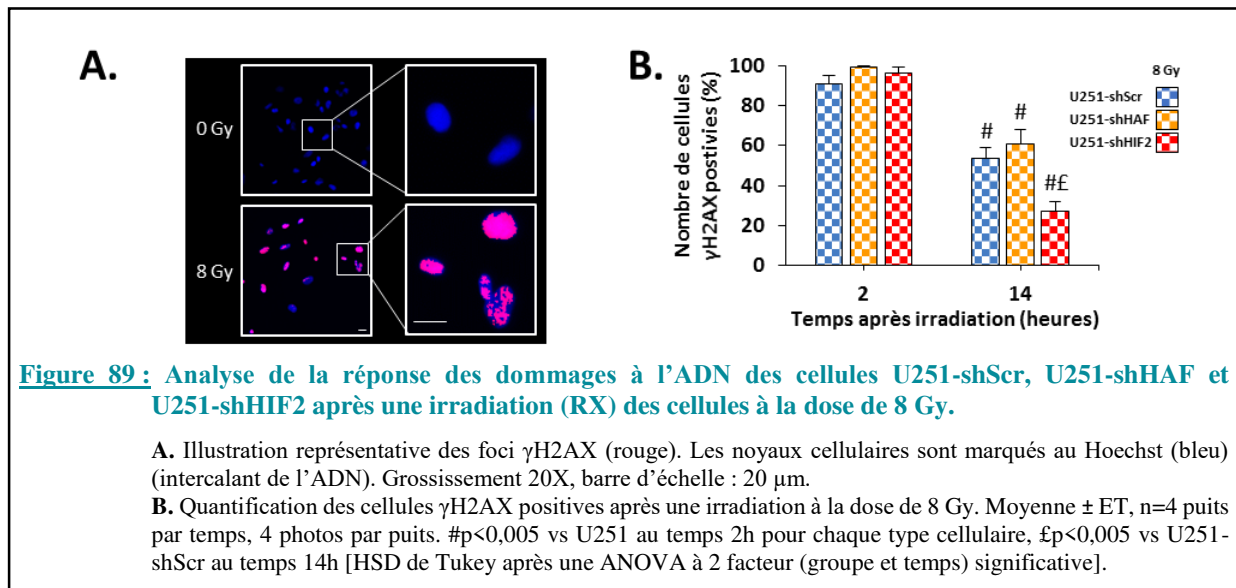 A.
0 Gy
8 Gy
B.
Nombre de cellules
γH2AX postivies (%)
100
80
60
40
20
0
#
#
#£
8 Gy
U251-shScr
U251-shHAF
U251-shHIF2
2
14
Temps après irradiation (heures)
Figure 89 : Analyse de la réponse des dommages à l’ADN des cellules U251-shScr, U251-shHAF et
U251-shHIF2 après une irradiation (RX) des cellules à la dose de 8 Gy.
A. Illustration représentative des foci γH2AX (rouge). Les noyaux cellulaires sont marqués au Hoechst (bleu)
(intercalant de l’ADN). Grossissement 20X, barre d’échelle : 20 µm.
B. Quantification des cellules γH2AX positives après une irradiation à la dose de 8 Gy. Moyenne ± ET, n=4 puits
par temps, 4 photos par puits. #p<0,005 vs U251 au temps 2h pour chaque type cellulaire, £p<0,005 vs U251-
shScr au temps 14h [HSD de Tukey après une ANOVA à 2 facteur (groupe et temps) significative].